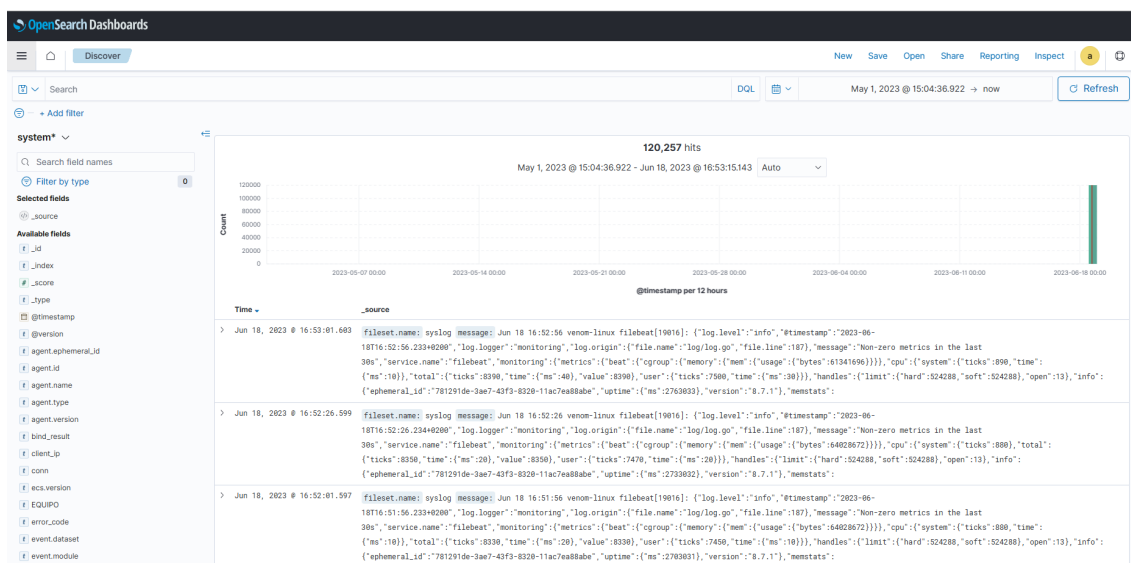 OpenSearch Dashboards
Discover
New Save Open Share Reporting Inspect a
Search DQL May 1, 2023 @ 15:04:36.922 → now Refresh
+ Add filter
system*
Search field names
Filter by type 0
Selected fields
_source
Available fields
t _id
t _index
# _score
t _type
@timestamp
t @version
t agent.ephemeral_id
t agent.id
t agent.name
t agent.type
t agent.version
t bind_result
t client_ip
t conn
t ecs.version
t EQUIPO
t error_code
t event.dataset
t event.module
120,257 hits
May 1, 2023 @ 15:04:36.922 - Jun 18, 2023 @ 16:53:15.143 Auto
Count
120000
100000
80000
60000
40000
20000
0
2023-05-07 00:00 2023-05-14 00:00 2023-05-21 00:00 2023-05-28 00:00 2023-06-04 00:00 2023-06-11 00:00 2023-06-18 00:00
@timestamp per 12 hours
Time _source
Jun 18, 2023 @ 16:53:01.603 fileset.name: syslog message: Jun 18 16:52:56 venom-linux filebeat[19016]: {"log.level":"info","@timestamp":"2023-06-
18T16:52:56.233+0200","log.logger":"monitoring","log.origin":{"file.name":"log/log.go","file.line":187},"message":"Non-zero metrics in the last
30s","service.name":"filebeat","monitoring":{"metrics":{"beat":{"cgroup":{"memory":{"mem":{"usage":{"bytes":61341696}}}},"cpu":{"system":{"ticks":890,"time":
{"ms":10}},"total":{"ticks":8390,"time":{"ms":40},"value":8390},"user":{"ticks":7500,"time":{"ms":30}}},"handles":{"limit":{"hard":524288,"soft":524288},"open":13},"info":
{"ephemeral_id":"781291de-3ae7-43f3-8320-11ac7ea88abe","uptime":{"ms":2763033},"version":"8.7.1"},"memstats":
Jun 18, 2023 @ 16:52:26.599 fileset.name: syslog message: Jun 18 16:52:26 venom-linux filebeat[19016]: {"log.level":"info","@timestamp":"2023-06-
18T16:52:26.234+0200","log.logger":"monitoring","log.origin":{"file.name":"log/log.go","file.line":187},"message":"Non-zero metrics in the last
30s","service.name":"filebeat","monitoring":{"metrics":{"beat":{"cgroup":{"memory":{"mem":{"usage":{"bytes":64028672}}}},"cpu":{"system":{"ticks":880},"total":
{"ticks":8350,"time":{"ms":20},"value":8350},"user":{"ticks":7470,"time":{"ms":20}}},"handles":{"limit":{"hard":524288,"soft":524288},"open":13},"info":
{"ephemeral_id":"781291de-3ae7-43f3-8320-11ac7ea88abe","uptime":{"ms":2733032},"version":"8.7.1"},"memstats":
Jun 18, 2023 @ 16:52:01.597 fileset.name: syslog message: Jun 18 16:51:56 venom-linux filebeat[19016]: {"log.level":"info","@timestamp":"2023-06-
18T16:51:56.233+0200","log.logger":"monitoring","log.origin":{"file.name":"log/log.go","file.line":187},"message":"Non-zero metrics in the last
30s","service.name":"filebeat","monitoring":{"metrics":{"beat":{"cgroup":{"memory":{"mem":{"usage":{"bytes":64028672}}}},"cpu":{"system":{"ticks":880,"time":
{"ms":10}},"total":{"ticks":8330,"time":{"ms":20},"value":8330},"user":{"ticks":7450,"time":{"ms":10}}},"handles":{"limit":{"hard":524288,"soft":524288},"open":13},"info":
{"ephemeral_id":"781291de-3ae7-43f3-8320-11ac7ea88abe","uptime":{"ms":2703031},"version":"8.7.1"},"memstats":